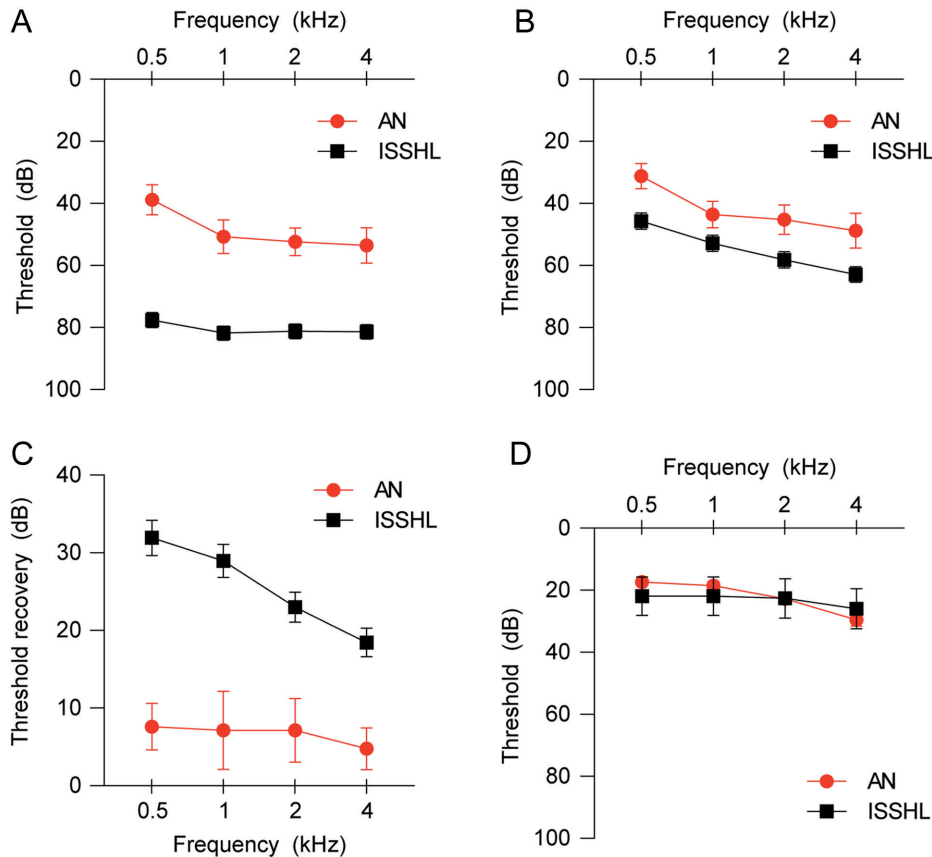 A
Frequency (kHz)
0.5 1 2 4
0
20
40
60
80
100
Threshold (dB)
AN
ISSHL
B
Frequency (kHz)
0.5 1 2 4
0
20
40
60
80
100
Threshold (dB)
AN
ISSHL
C
40
30
20
10
0
Threshold recovery (dB)
AN
ISSHL
0.5 1 2 4
Frequency (kHz)
D
Frequency (kHz)
0.5 1 2 4
0
20
40
60
80
100
Threshold (dB)
AN
ISSHL